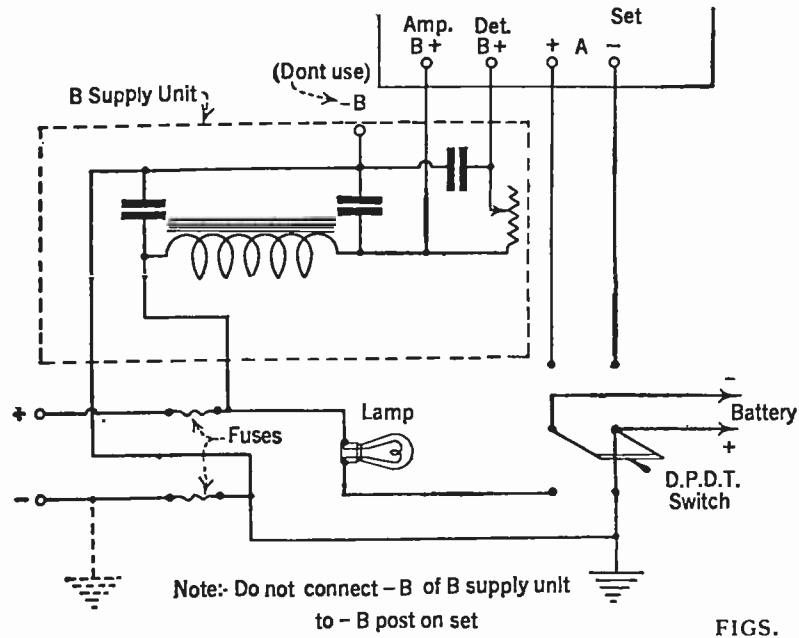 Set
Amp.
B+
Det.
B+
+ A -
(Dont use)
-B
B Supply Unit
+
Fuses
-
Lamp
-
Battery
+
D.P.D.T.
Switch
Note:- Do not connect -B of B supply unit
to -B post on set
FIGS.